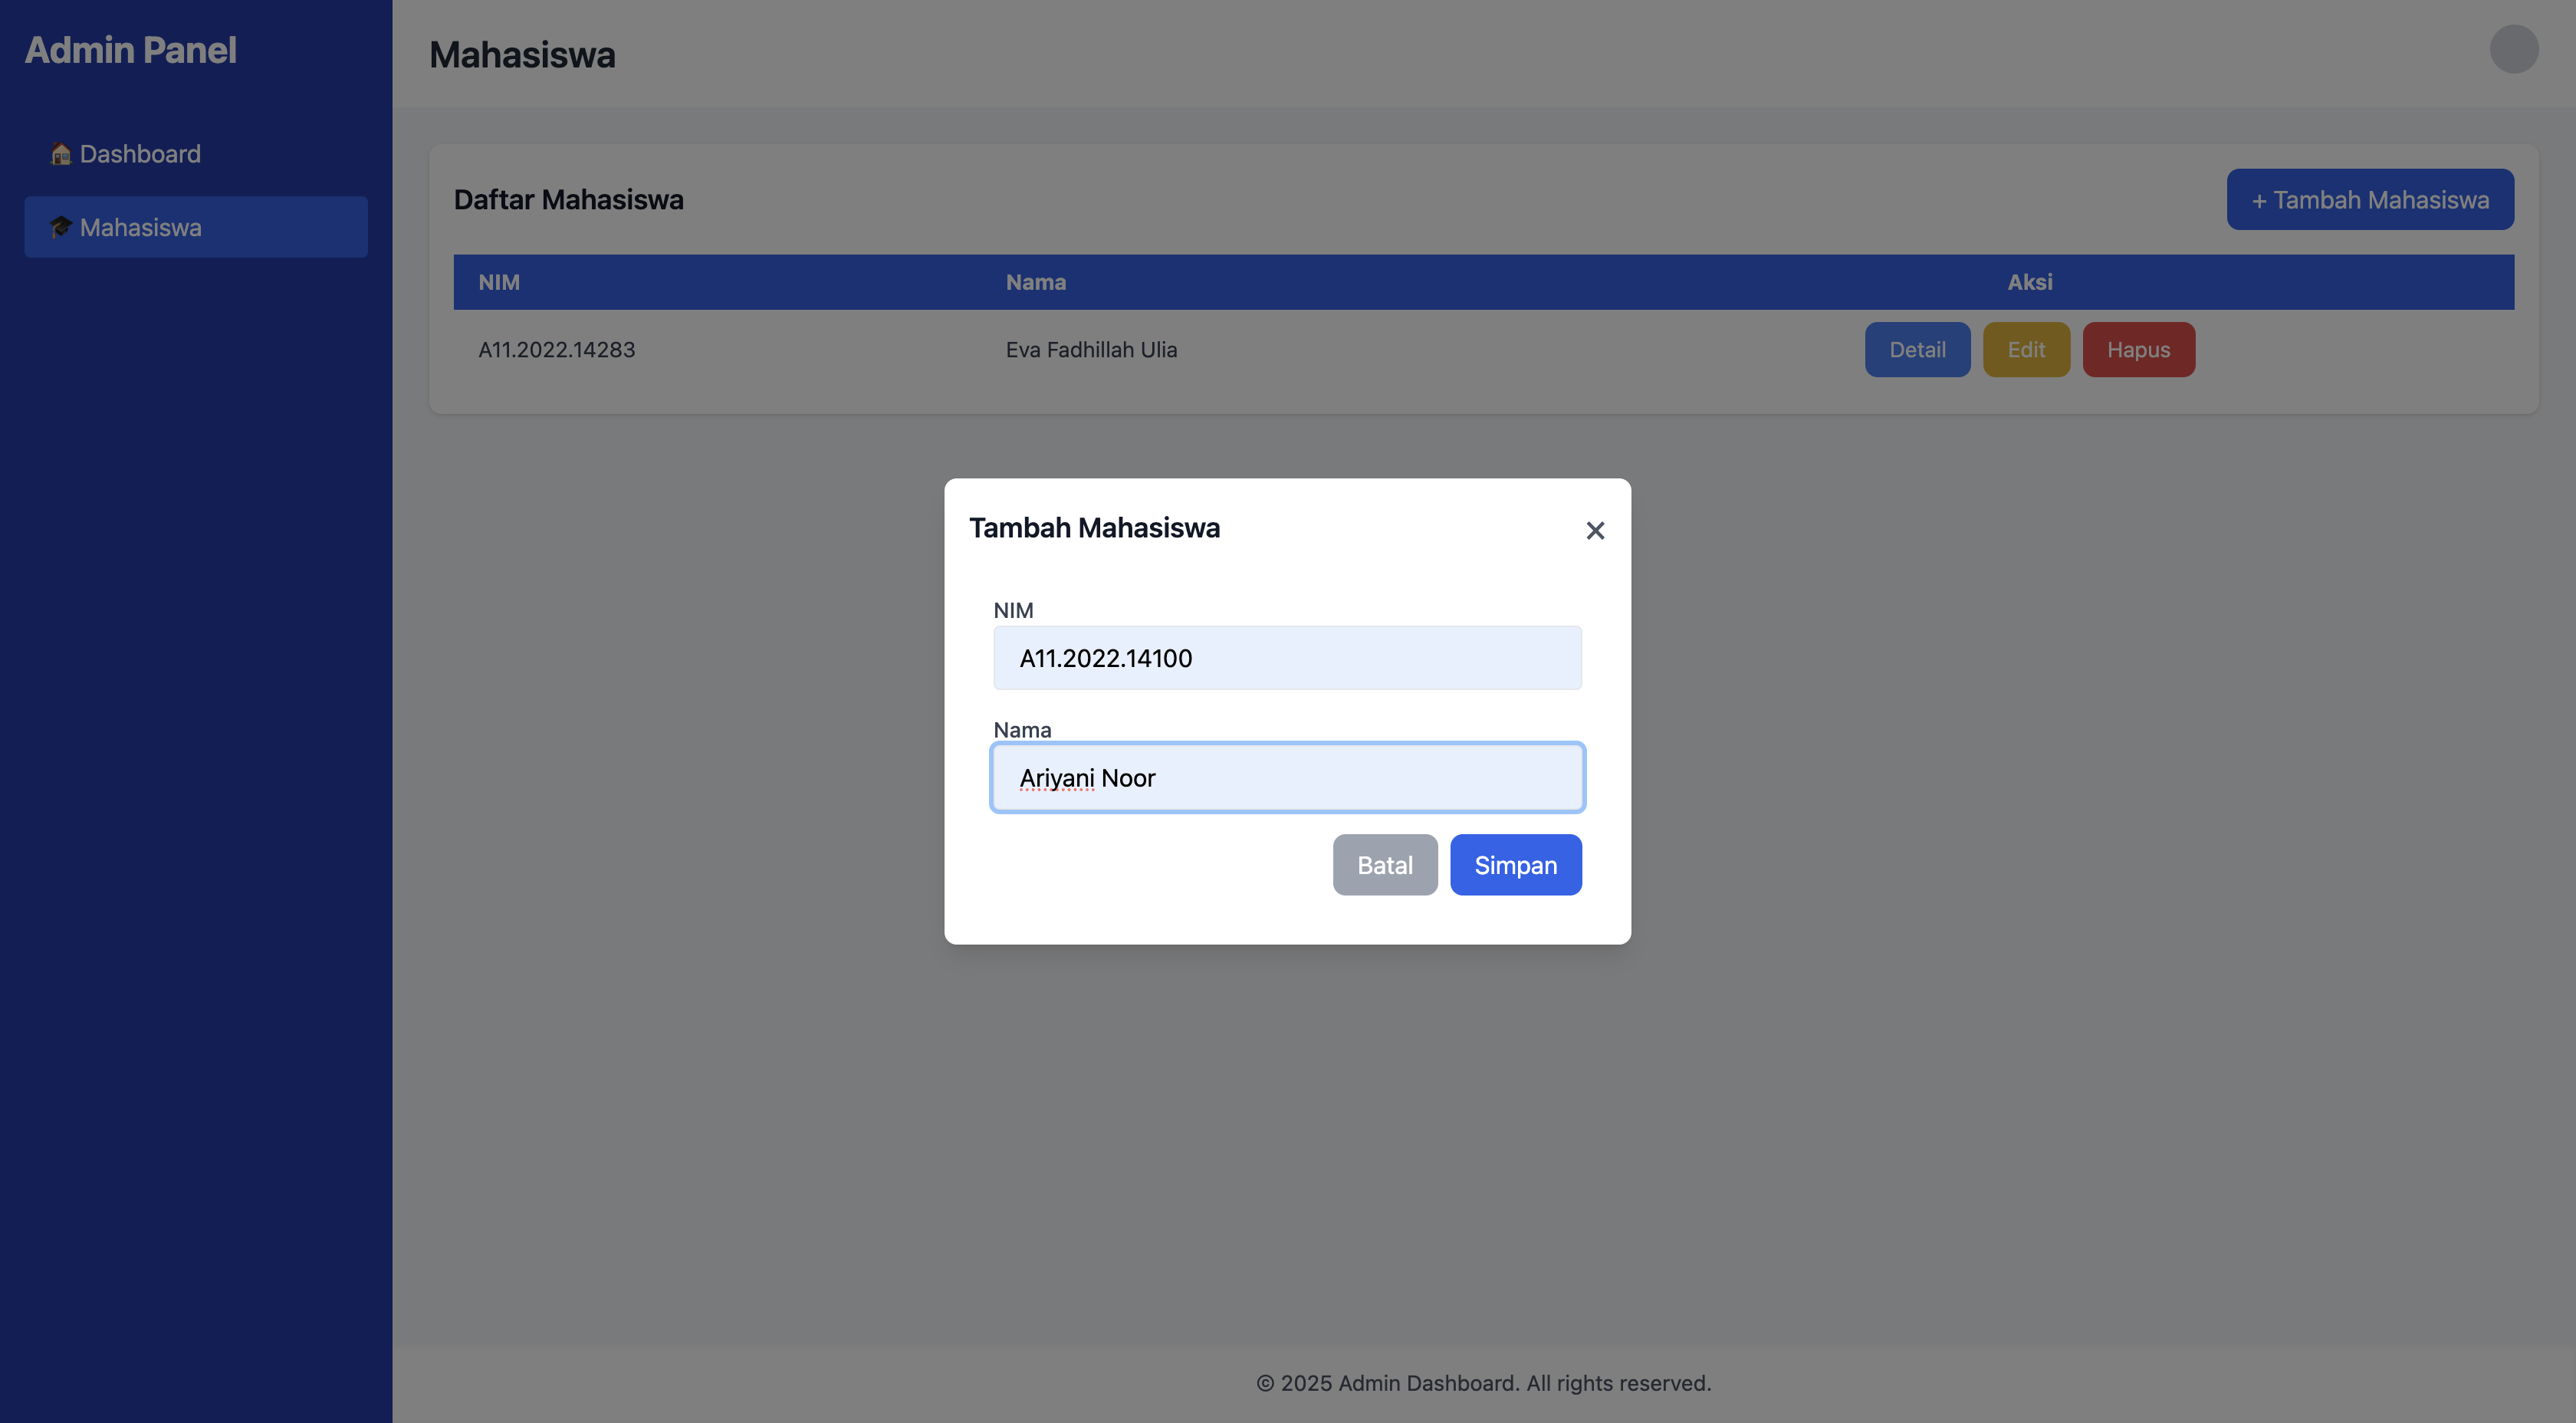 Admin Panel
🏠 Dashboard
🎓 Mahasiswa
Mahasiswa
Daftar Mahasiswa
+ Tambah Mahasiswa
NIM Nama Aksi
A11.2022.14283 Eva Fadhillah Ulia Detail Edit Hapus
Tambah Mahasiswa ×
NIM
A11.2022.14100
Nama
Ariyani Noor
Batal Simpan
© 2025 Admin Dashboard. All rights reserved.